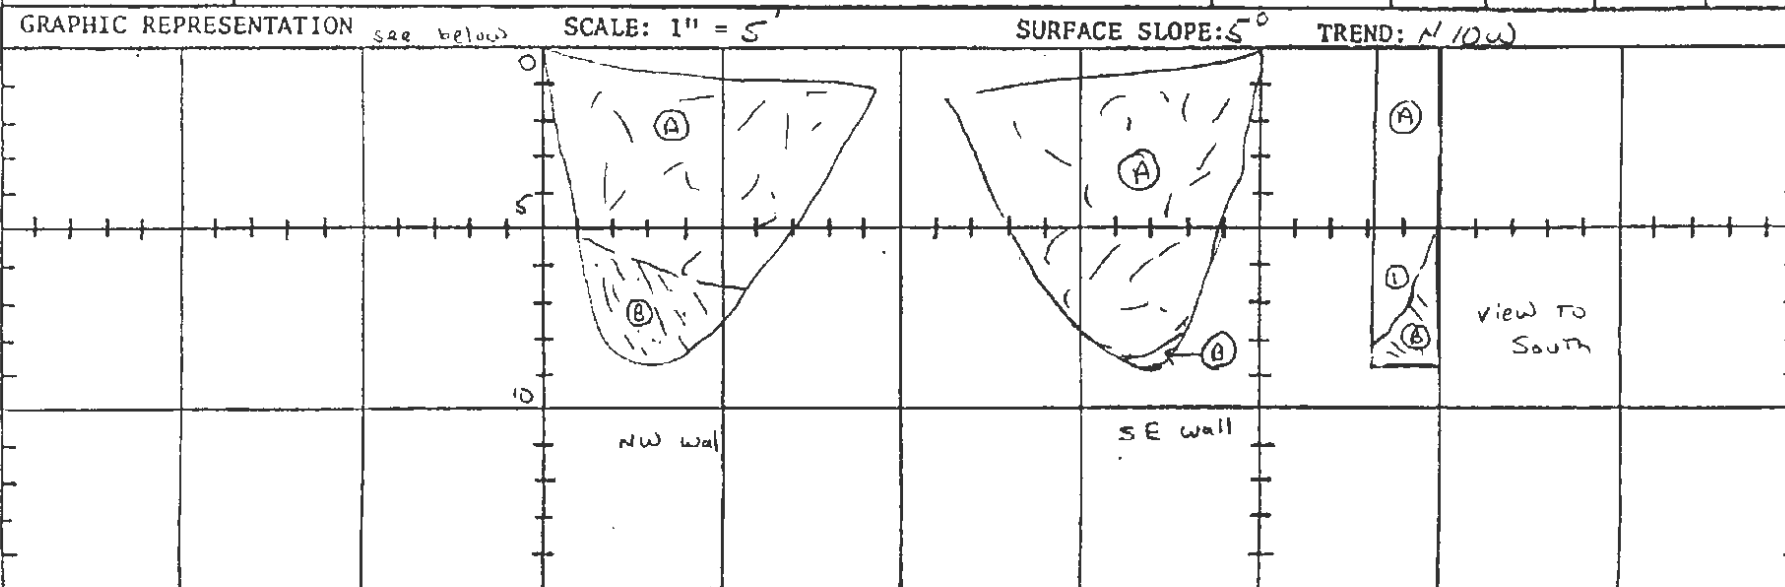 GRAPHIC REPRESENTATION see below SCALE: 1" = 5' SURFACE SLOPE: 5° TREND: N10W
0
A
A
A
5
1
B
B
B
view To
South
10
NW wall
SE wall